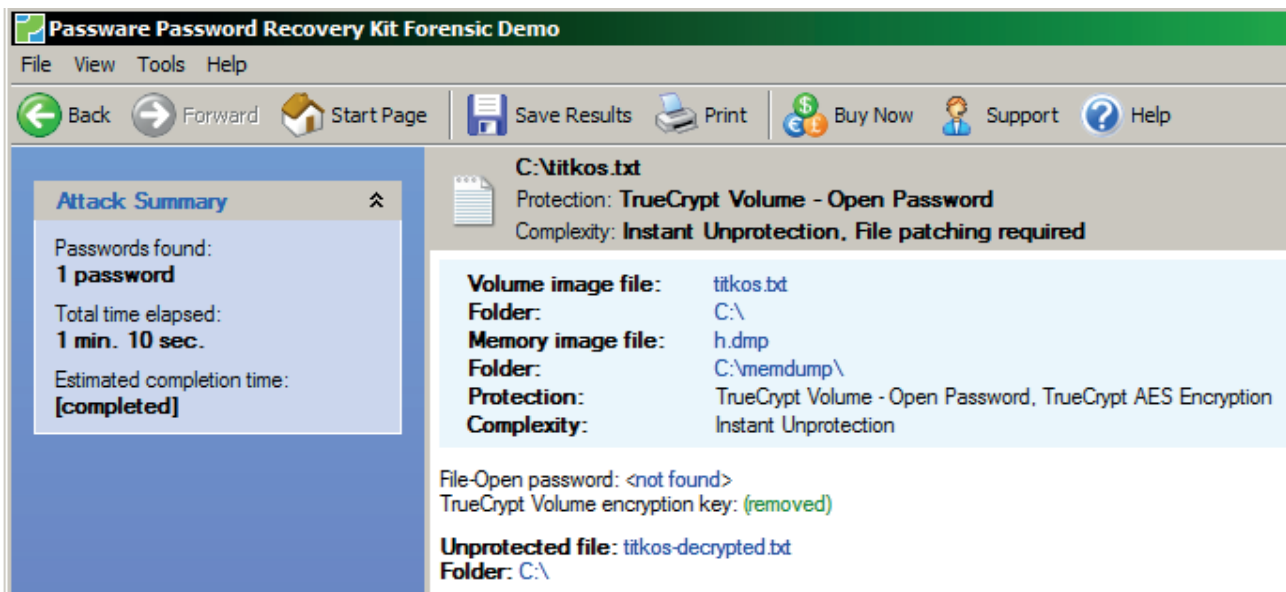 Passware Password Recovery Kit Forensic Demo
File View Tools Help
Back Forward Start Page Save Results Print Buy Now Support Help
Attack Summary
Passwords found:
1 password
Total time elapsed:
1 min. 10 sec.
Estimated completion time:
[completed]
C:\titkos.txt
Protection: TrueCrypt Volume - Open Password
Complexity: Instant Unprotection, File patching required
Volume image file: titkos.txt
Folder: C:\
Memory image file: h.dmp
Folder: C:\memdump\
Protection: TrueCrypt Volume - Open Password, TrueCrypt AES Encryption
Complexity: Instant Unprotection
File-Open password: <not found>
TrueCrypt Volume encryption key: (removed)
Unprotected file: titkos-decrypted.txt
Folder: C:\